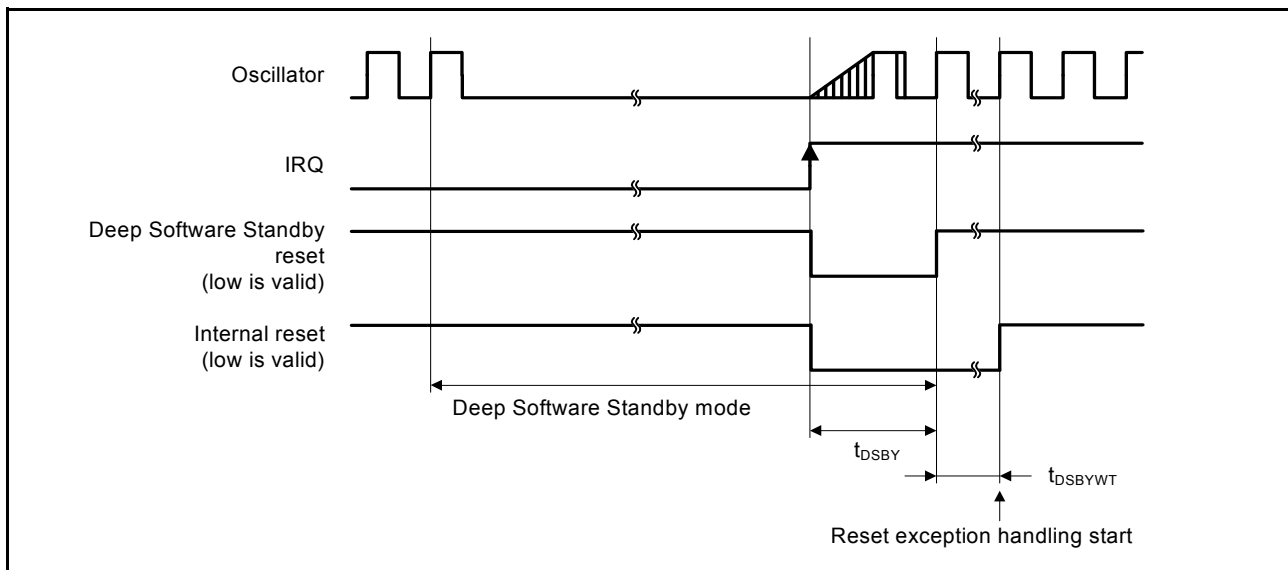 Oscillator
IRQ
Deep Software Standby
reset
(low is valid)
Internal reset
(low is valid)
Deep Software Standby mode
tDSBY
tDSBYWT
Reset exception handling start